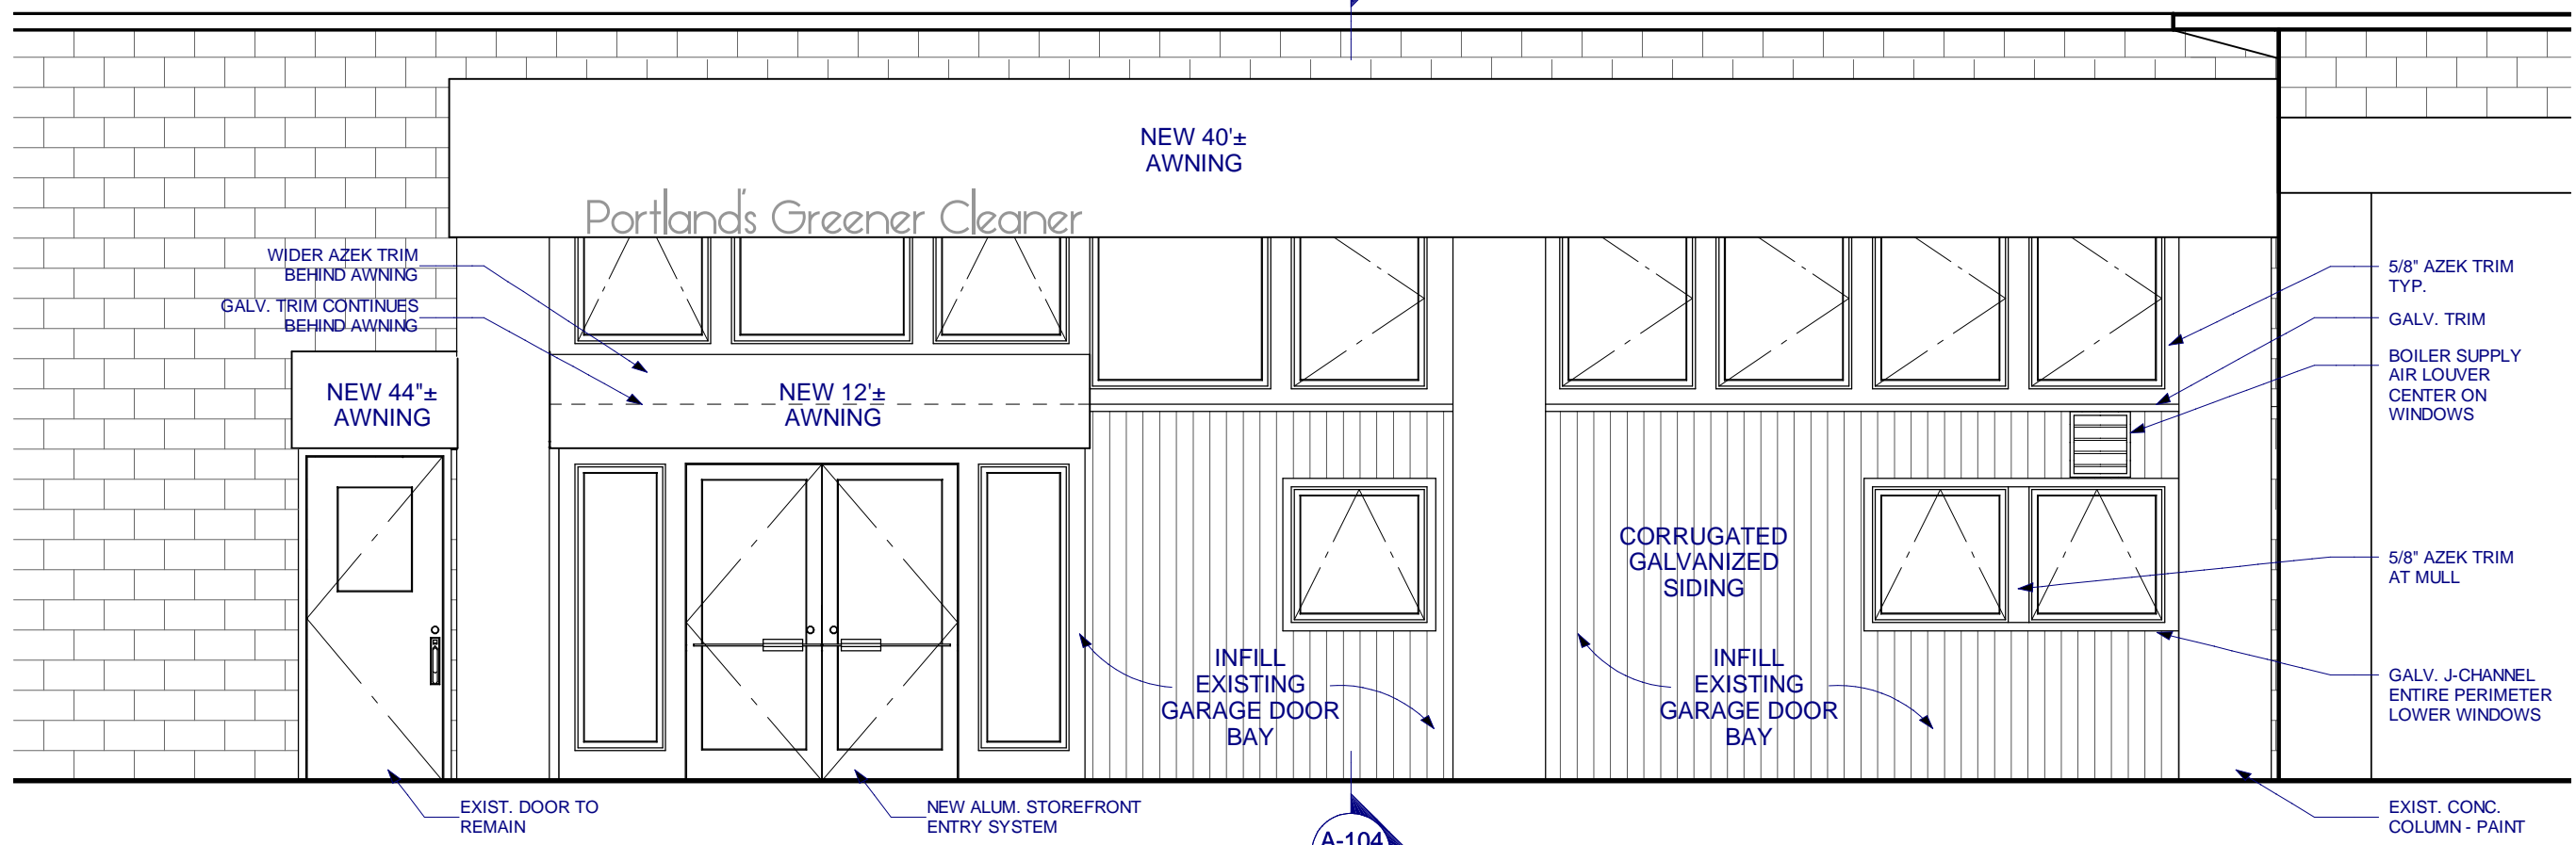 NEW 40'±
AWNING
Portland's Greener Cleaner
WIDER AZEK TRIM
BEHIND AWNING
GALV. TRIM CONTINUES
BEHIND AWNING
NEW 44"±
AWNING
NEW 12'±
AWNING
5/8" AZEK TRIM
TYP.
GALV. TRIM
BOILER SUPPLY
AIR LOUVER
CENTER ON
WINDOWS
CORRUGATED
GALVANIZED
SIDING
5/8" AZEK TRIM
AT MULL
INFILL
EXISTING
GARAGE DOOR
BAY
INFILL
EXISTING
GARAGE DOOR
BAY
GALV. J-CHANNEL
ENTIRE PERIMETER
LOWER WINDOWS
EXIST. DOOR TO
REMAIN
NEW ALUM. STOREFRONT
ENTRY SYSTEM
A-104
EXIST. CONC.
COLUMN - PAINT